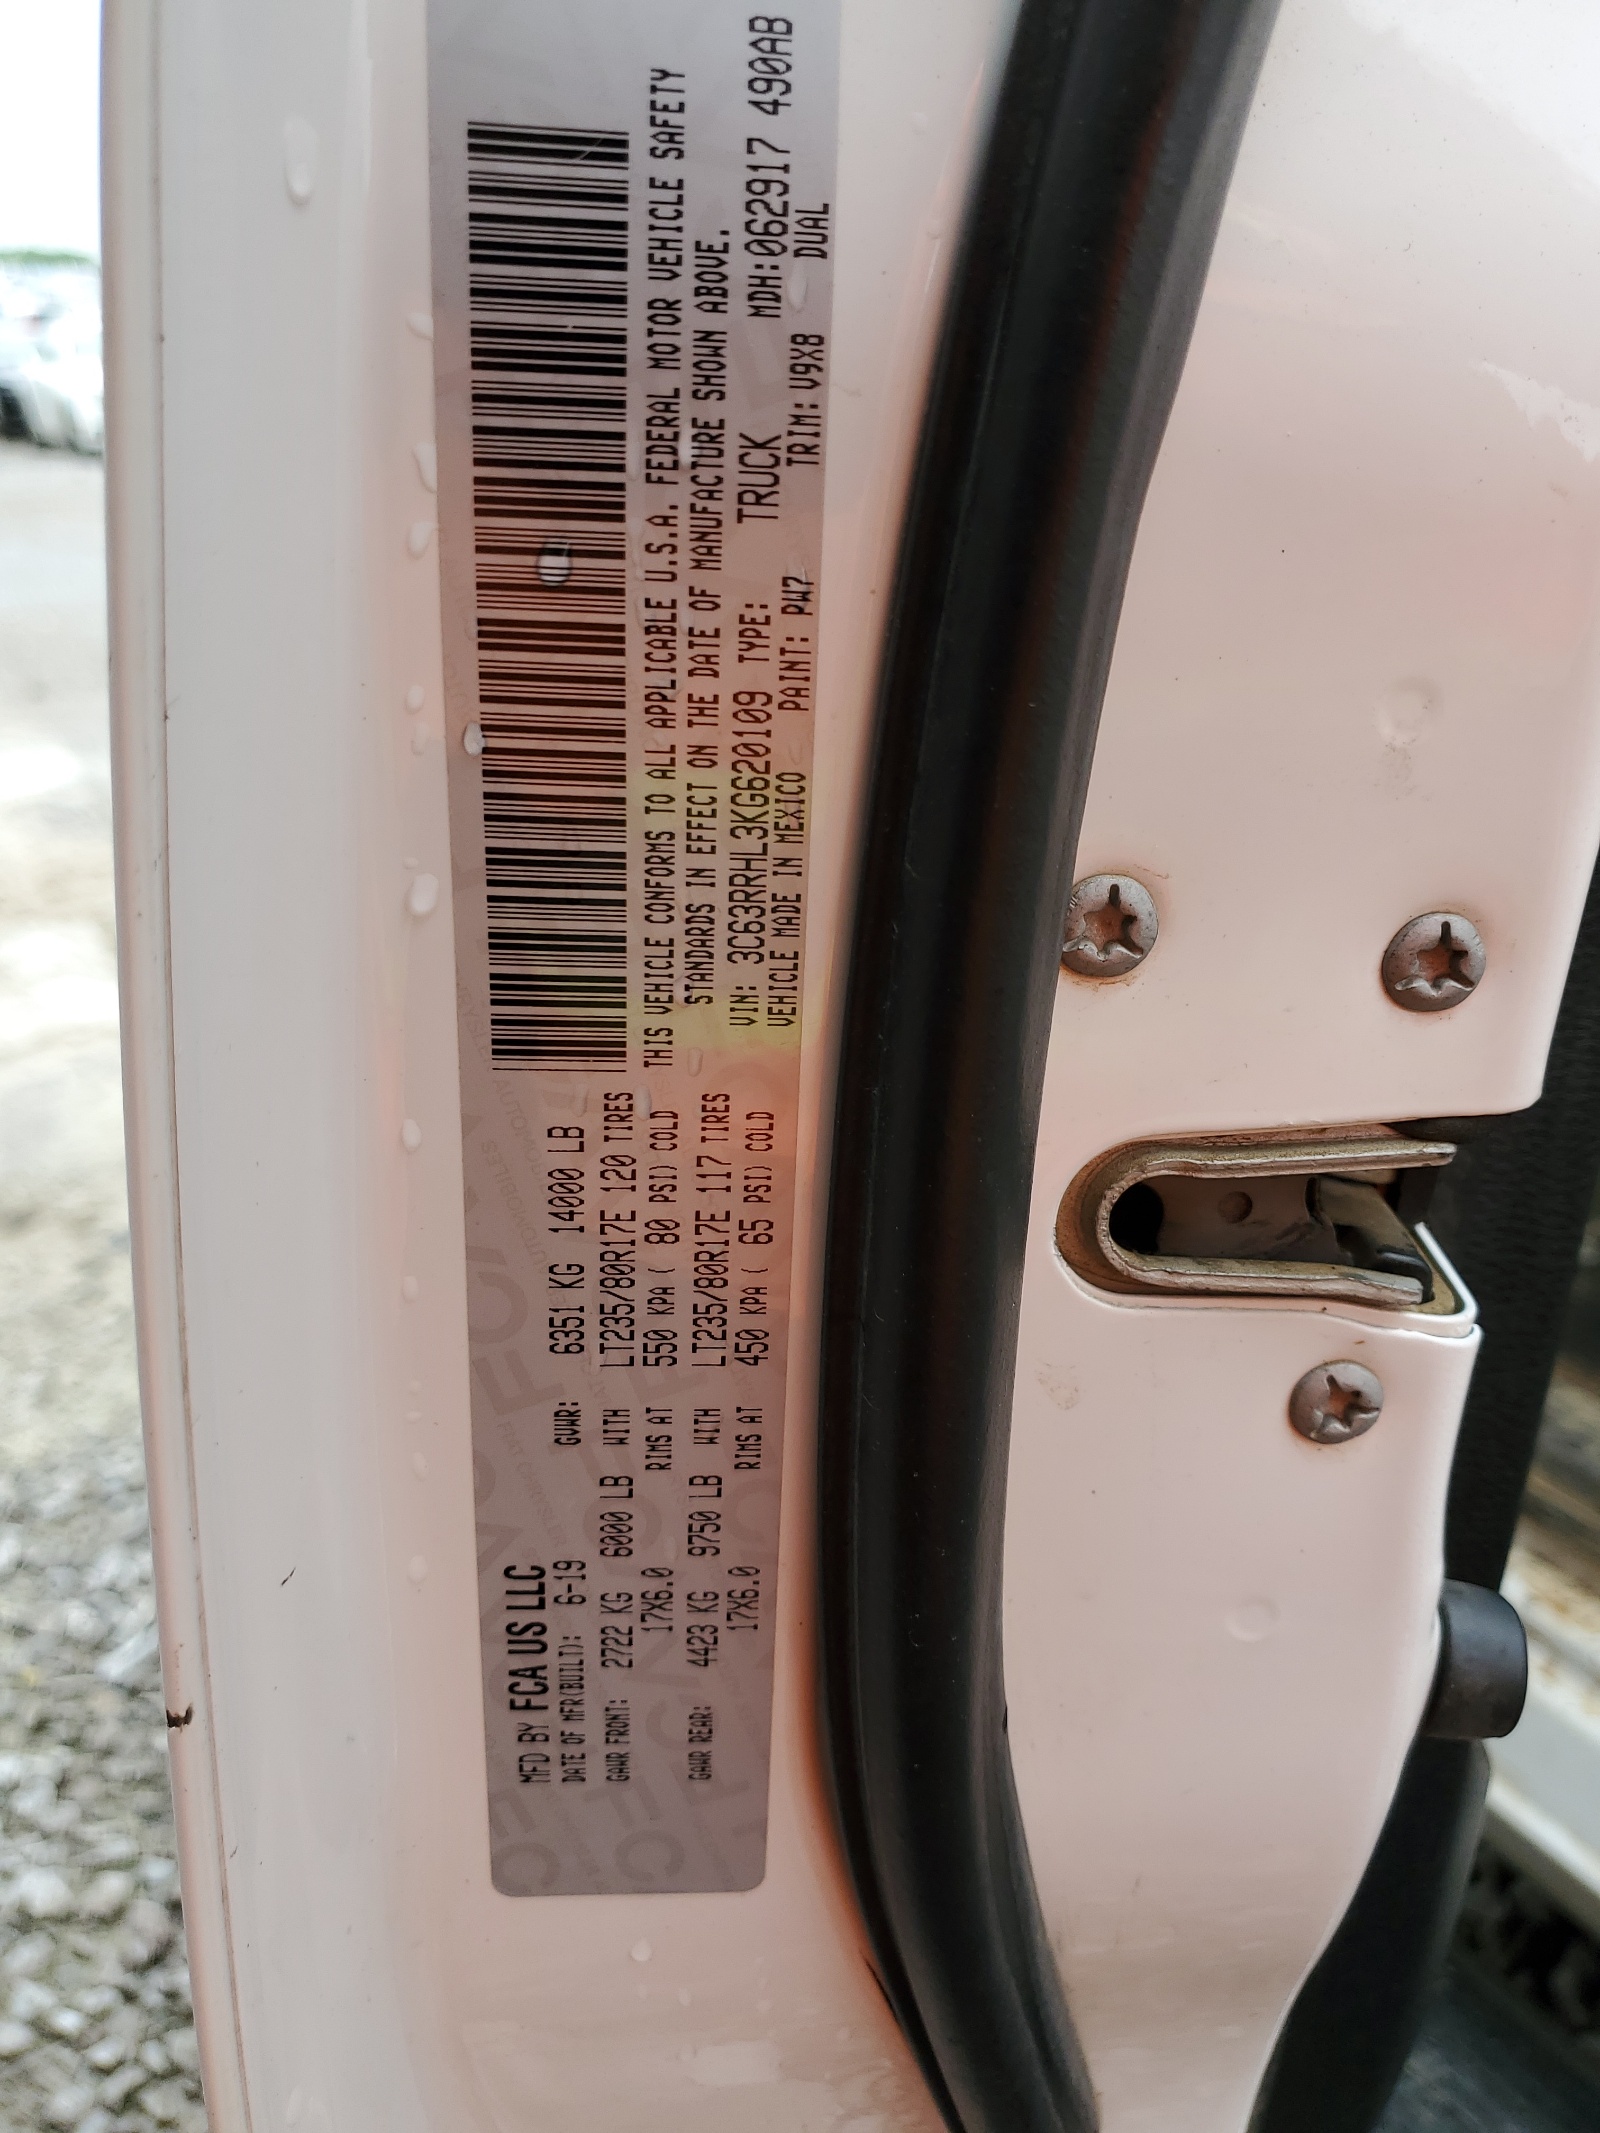 MFD BY FCA US LLC
DATE OF MFR(BUILT): 6-19 GVWR: 6351 KG 14000 LB
GAWR FRONT: 2722 KG 6000 LB WITH LT235/80R17E 120 TIRES
17X6.0 RIMS AT 550 KPA ( 80 PSI) COLD
GAWR REAR: 4423 KG 9750 LB WITH LT235/80R17E 117 TIRES
17X6.0 RIMS AT 450 KPA ( 65 PSI) COLD
THIS VEHICLE CONFORMS TO ALL APPLICABLE U.S.A. FEDERAL MOTOR VEHICLE SAFETY
STANDARDS IN EFFECT ON THE DATE OF MANUFACTURE SHOWN ABOVE.
VIN: 3C63RRHL3KG620109 TYPE: TRUCK MDH:062917 490AB
VEHICLE MADE IN MEXICO PAINT: PW7 TRIM: V9X8 DUAL